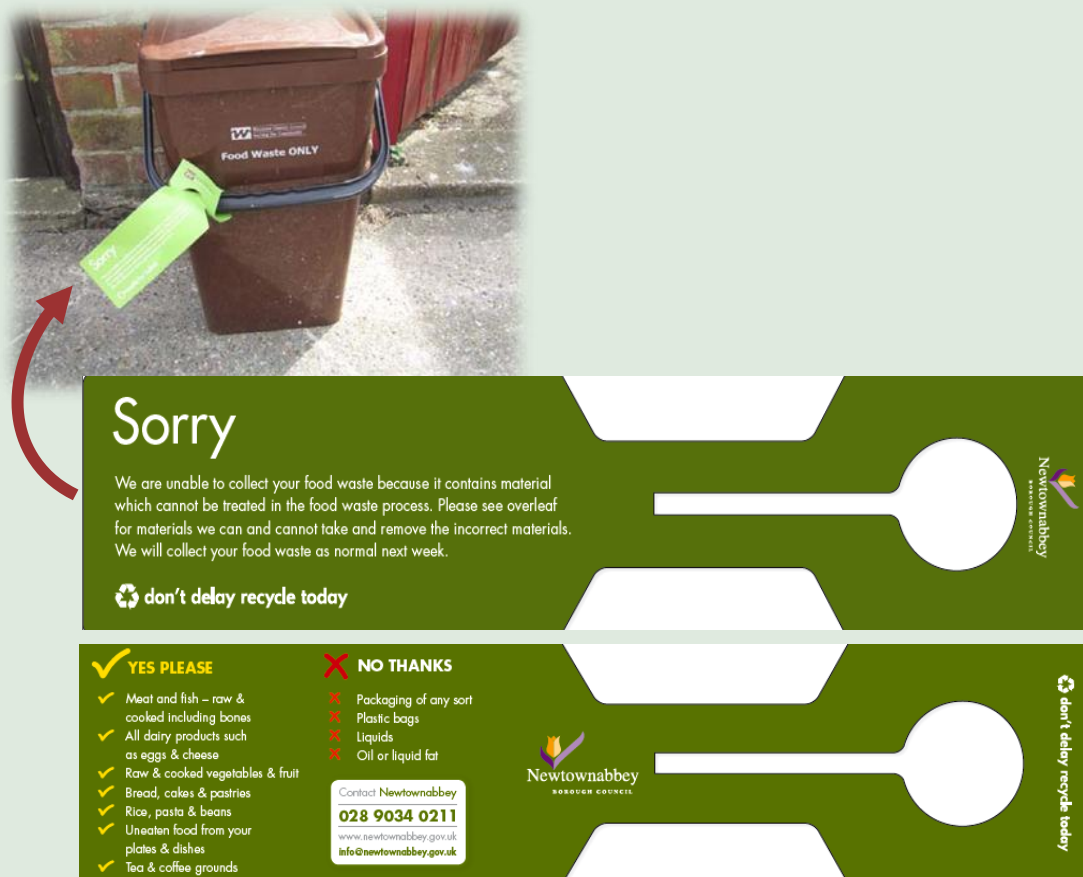 Food Waste ONLY
Sorry
Sorry
We are unable to collect your food waste because it contains material
which cannot be treated in the food waste process. Please see overleaf
for materials we can and cannot take and remove the incorrect materials.
We will collect your food waste as normal next week.
don't delay recycle today
Newtownabbey
BOROUGH COUNCIL
YES PLEASE
Meat and fish – raw &
cooked including bones
All dairy products such
as eggs & cheese
Raw & cooked vegetables & fruit
Bread, cakes & pastries
Rice, pasta & beans
Uneaten food from your
plates & dishes
Tea & coffee grounds
NO THANKS
Packaging of any sort
Plastic bags
Liquids
Oil or liquid fat
Contact Newtownabbey
028 9034 0211
www.newtownabbey.gov.uk
info@newtownabbey.gov.uk
Newtownabbey
BOROUGH COUNCIL
don't delay recycle today